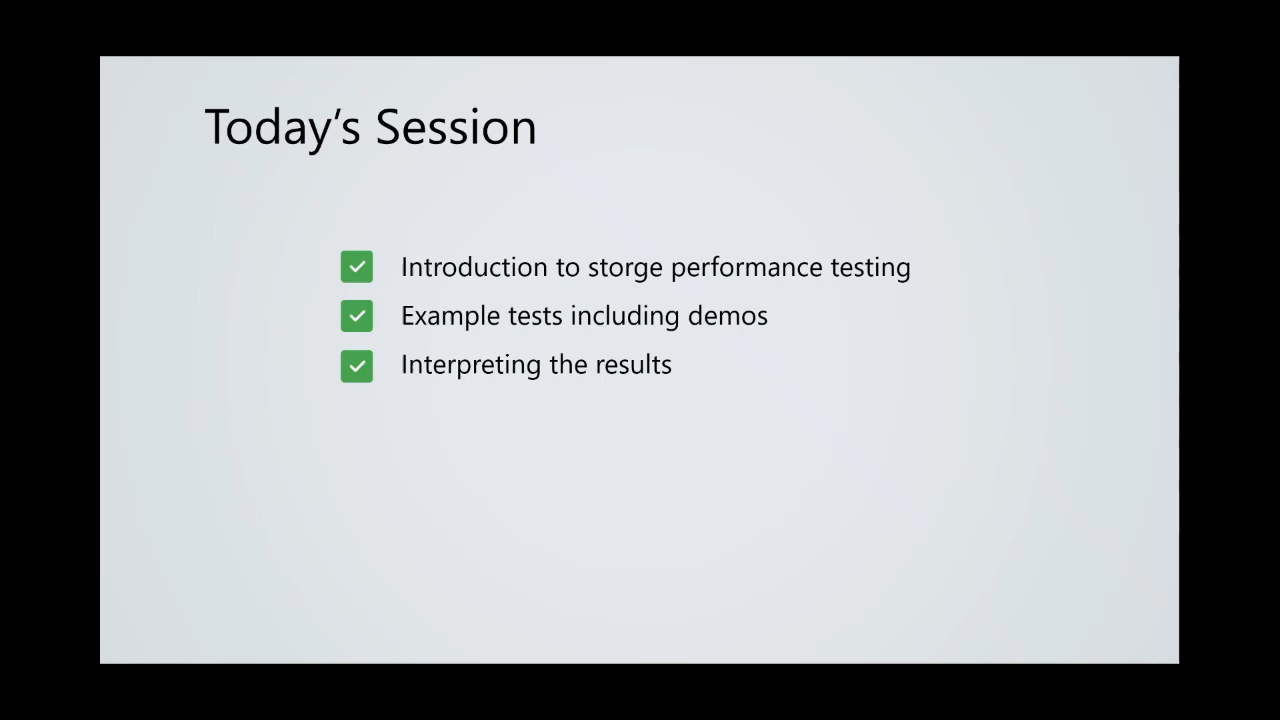 Today’s Session
Introduction to storge performance testing
Example tests including demos
Interpreting the results